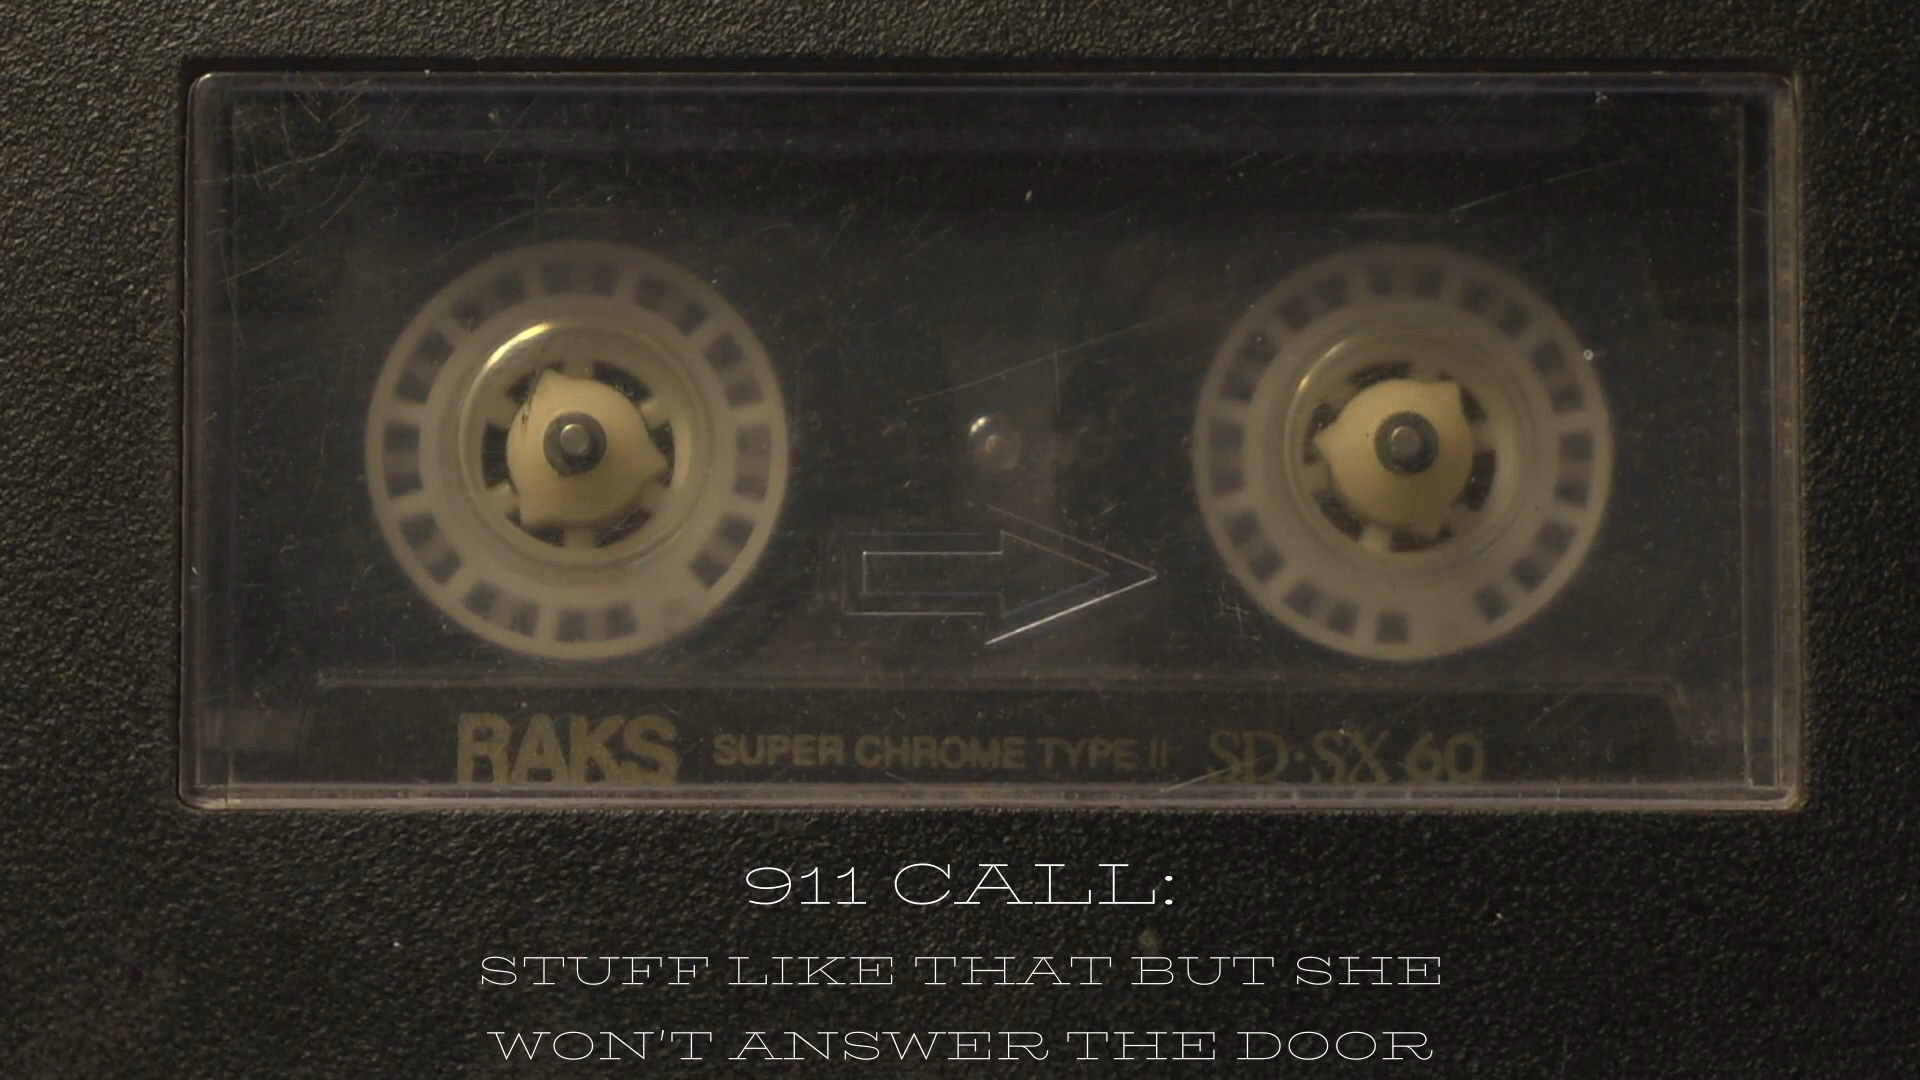 RAKS SUPER CHROME TYPE II SD·SX 60
911 CALL:
STUFF LIKE THAT BUT SHE
WON'T ANSWER THE DOOR